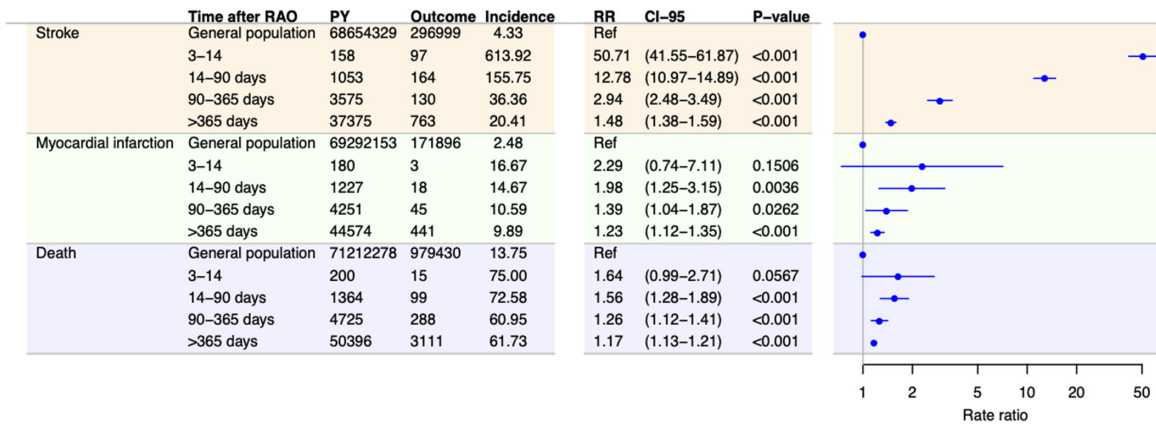 Time after RAO PY Outcome Incidence RR CI–95 P–value
Stroke General population 68654329 296999 4.33 Ref
3–14 158 97 613.92 50.71 (41.55–61.87) <0.001
14–90 days 1053 164 155.75 12.78 (10.97–14.89) <0.001
90–365 days 3575 130 36.36 2.94 (2.48–3.49) <0.001
>365 days 37375 763 20.41 1.48 (1.38–1.59) <0.001
Myocardial infarction General population 69292153 171896 2.48 Ref
3–14 180 3 16.67 2.29 (0.74–7.11) 0.1506
14–90 days 1227 18 14.67 1.98 (1.25–3.15) 0.0036
90–365 days 4251 45 10.59 1.39 (1.04–1.87) 0.0262
>365 days 44574 441 9.89 1.23 (1.12–1.35) <0.001
Death General population 71212278 979430 13.75 Ref
3–14 200 15 75.00 1.64 (0.99–2.71) 0.0567
14–90 days 1364 99 72.58 1.56 (1.28–1.89) <0.001
90–365 days 4725 288 60.95 1.26 (1.12–1.41) <0.001
>365 days 50396 3111 61.73 1.17 (1.13–1.21) <0.001
1 2 5 10 20 50
Rate ratio